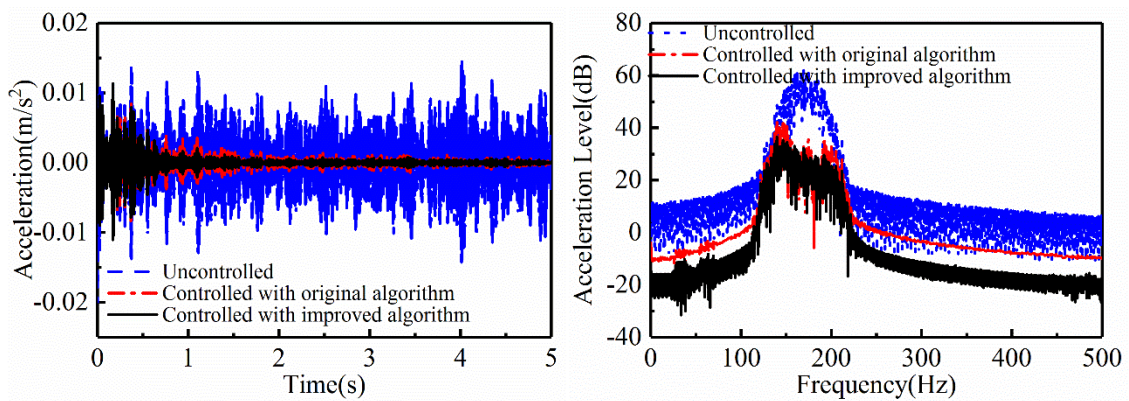 0.02
0.01
0.00
-0.01
-0.02
Acceleration(m/s²)
Uncontrolled
Controlled with original algorithm
Controlled with improved algorithm
0 1 2 3 4 5
Time(s)
80
60
40
20
0
-20
-40
Acceleration Level(dB)
Uncontrolled
Controlled with original algorithm
Controlled with improved algorithm
0 100 200 300 400 500
Frequency(Hz)